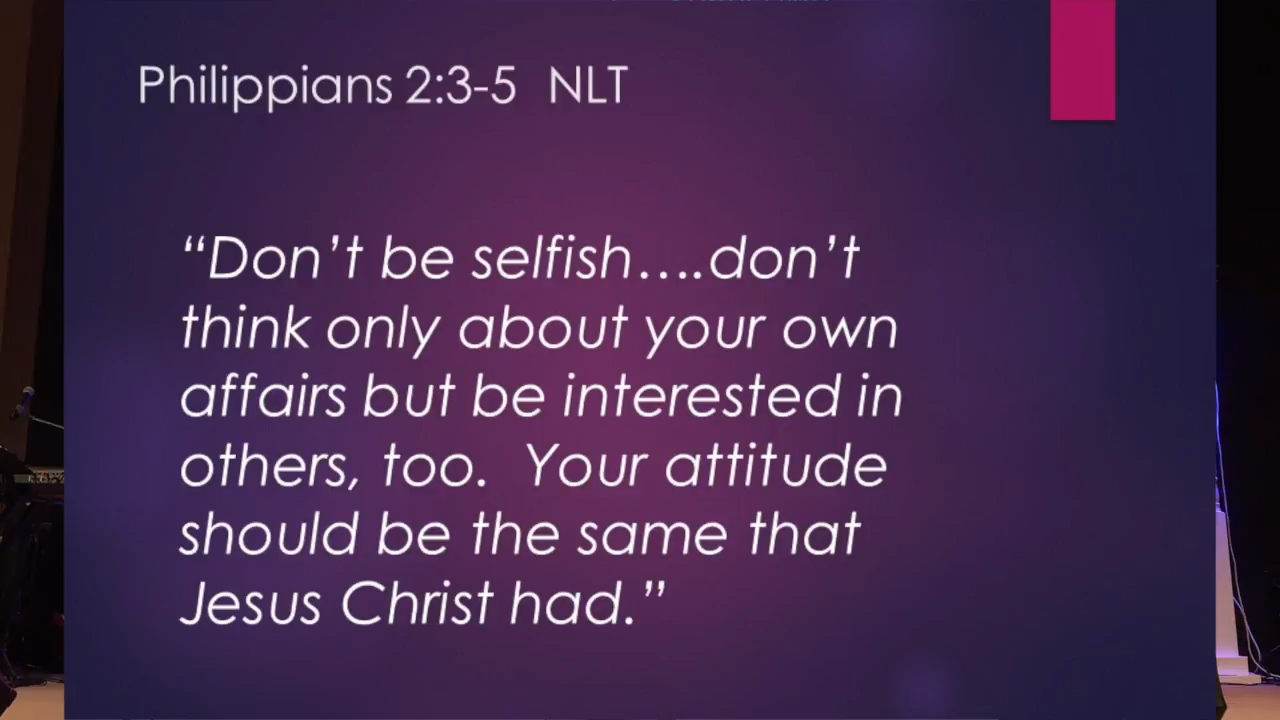 Philippians 2:3-5 NLT
“Don’t be selfish….don’t
think only about your own
affairs but be interested in
others, too. Your attitude
should be the same that
Jesus Christ had.”